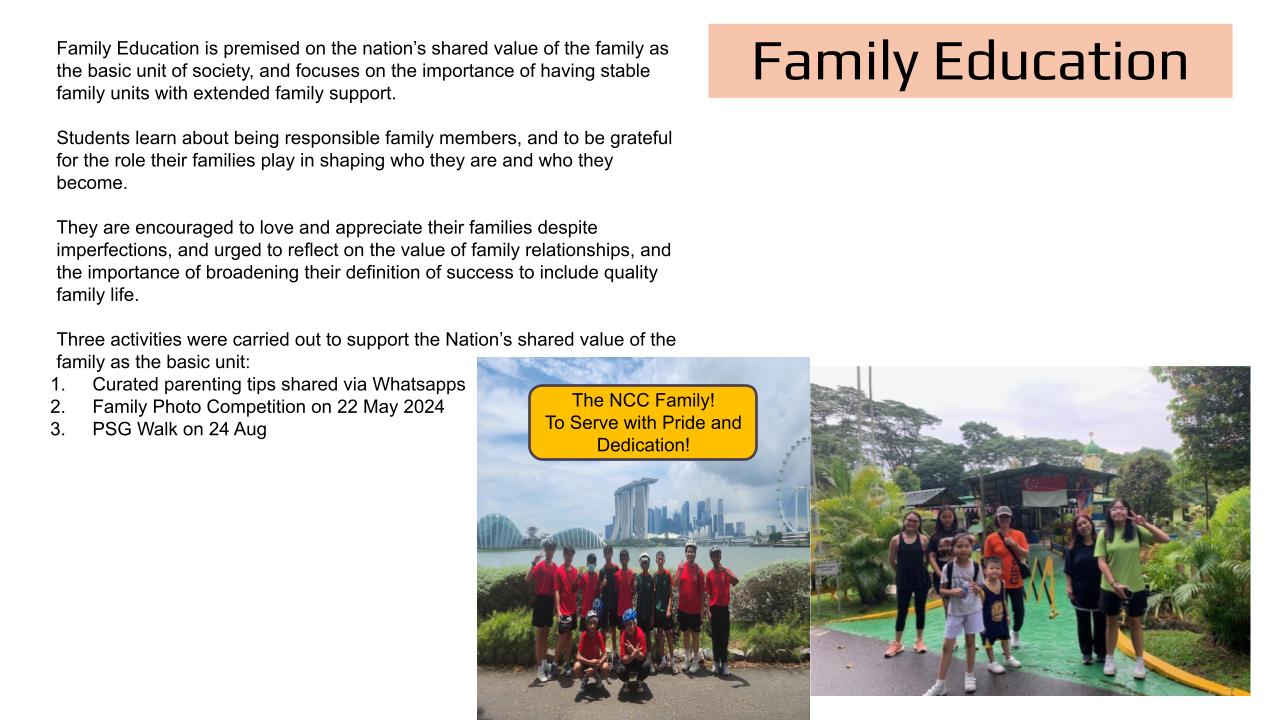 Family Education
Family Education is premised on the nation’s shared value of the family as
the basic unit of society, and focuses on the importance of having stable
family units with extended family support.
Students learn about being responsible family members, and to be grateful
for the role their families play in shaping who they are and who they
become.
They are encouraged to love and appreciate their families despite
imperfections, and urged to reflect on the value of family relationships, and
the importance of broadening their definition of success to include quality
family life.
Three activities were carried out to support the Nation’s shared value of the
family as the basic unit:
1. Curated parenting tips shared via Whatsapps
2. Family Photo Competition on 22 May 2024
3. PSG Walk on 24 Aug
The NCC Family!
To Serve with Pride and
Dedication!